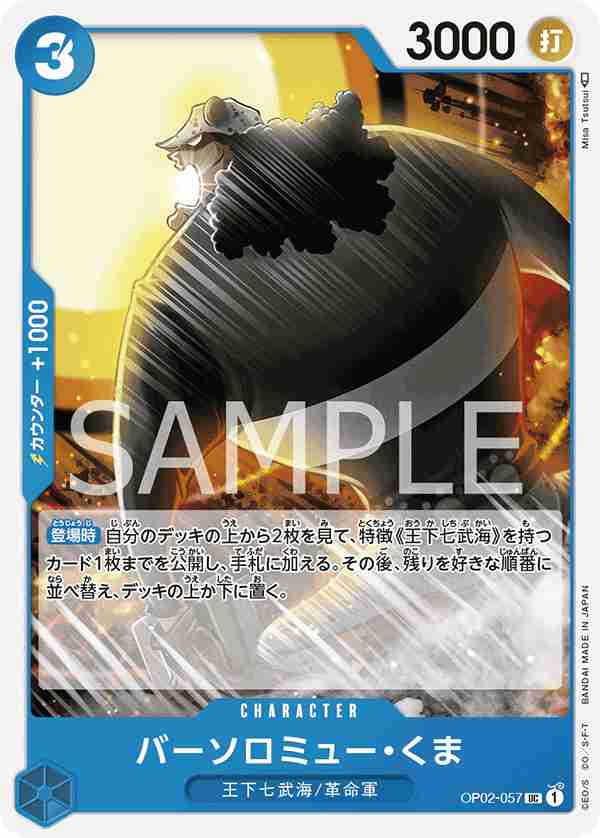 3
3000
打
Misa Tsutsui
カウンター +1000
SAMPLE
登場時 自分のデッキの上から2枚を見て、特徴《王下七武海》を持つ
カード1枚までを公開し、手札に加える。その後、残りを好きな順番に
並べ替え、デッキの上か下に置く。
CHARACTER
バーソロミュー・くま
王下七武海/革命軍
OP02-057 UC 1
©E/S ©O/S・F・T BANDAI MADE IN JAPAN